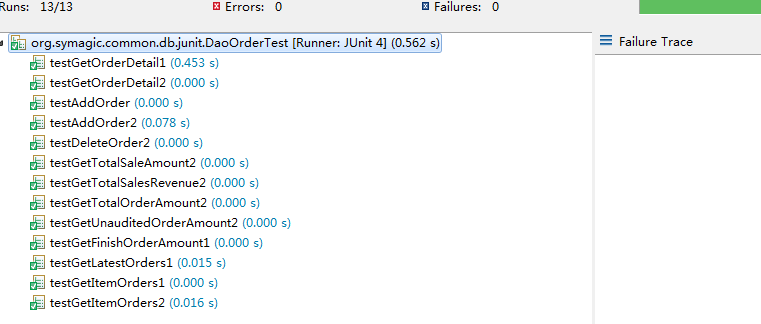 Runs: 13/13 Errors: 0 Failures: 0
org.symagic.common.db.junit.DaoOrderTest [Runner: JUnit 4] (0.562 s)
Failure Trace
testGetOrderDetail1 (0.453 s)
testGetOrderDetail2 (0.000 s)
testAddOrder (0.000 s)
testAddOrder2 (0.078 s)
testDeleteOrder2 (0.000 s)
testGetTotalSaleAmount2 (0.000 s)
testGetTotalSalesRevenue2 (0.000 s)
testGetTotalOrderAmount2 (0.000 s)
testGetUnauditedOrderAmount2 (0.000 s)
testGetFinishOrderAmount1 (0.000 s)
testGetLatestOrders1 (0.015 s)
testGetItemOrders1 (0.000 s)
testGetItemOrders2 (0.016 s)